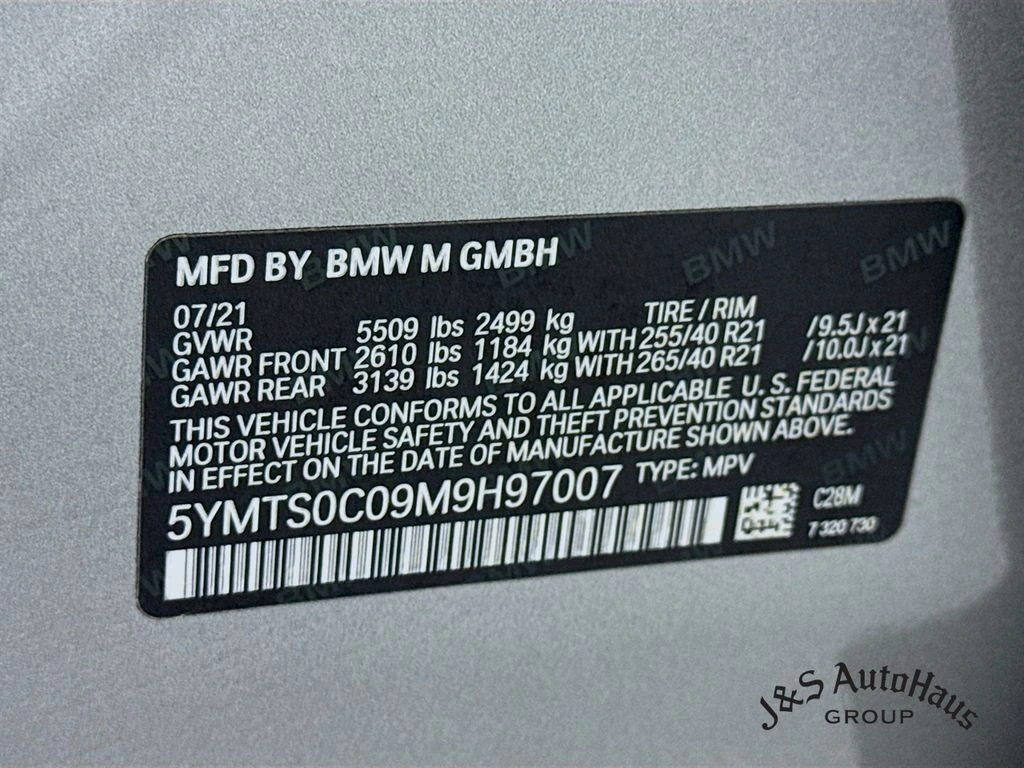 MFD BY BMW M GMBH
07/21 TIRE / RIM
GVWR 5509 lbs 2499 kg
GAWR FRONT 2610 lbs 1184 kg WITH 255/40 R21 /9.5J x 21
GAWR REAR 3139 lbs 1424 kg WITH 265/40 R21 /10.0J x 21
THIS VEHICLE CONFORMS TO ALL APPLICABLE U. S. FEDERAL
MOTOR VEHICLE SAFETY AND THEFT PREVENTION STANDARDS
IN EFFECT ON THE DATE OF MANUFACTURE SHOWN ABOVE.
5YMTS0C09M9H97007 TYPE: MPV
C28M
7 320 730
J&S AutoHaus
GROUP